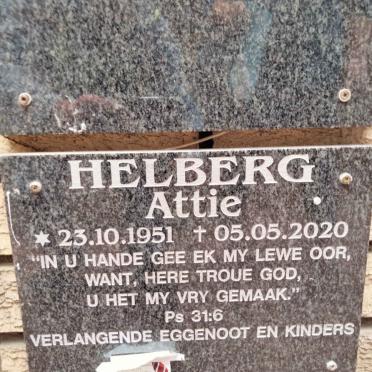 HELBERG
Attie
* 23.10.1951 † 05.05.2020
"IN U HANDE GEE EK MY LEWE OOR,
WANT, HERE TROUE GOD,
U HET MY VRY GEMAAK."
Ps 31:6
VERLANGENDE EGGENOOT EN KINDERS